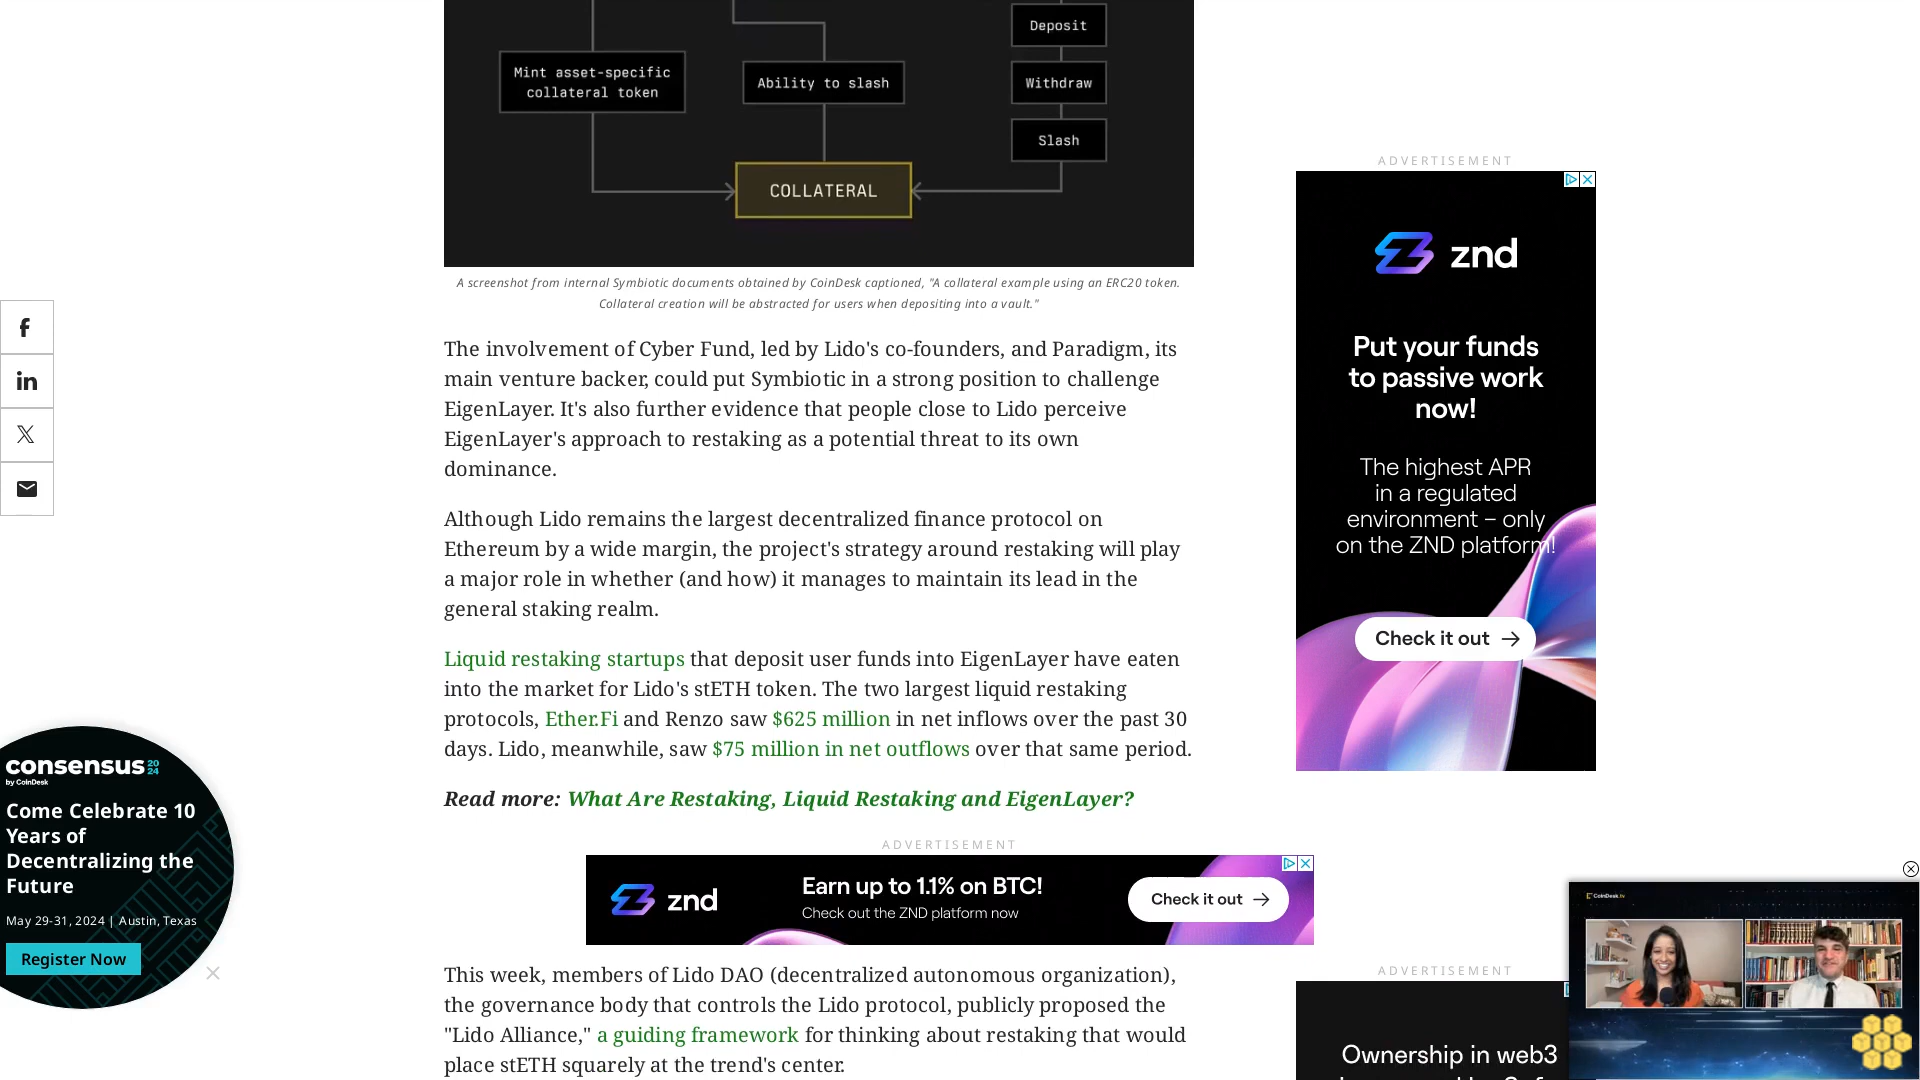 Deposit
Mint asset-specific
collateral token
Ability to slash
Withdraw
Slash
COLLATERAL
A screenshot from internal Symbiotic documents obtained by CoinDesk captioned, "A collateral example using an ERC20 token.
Collateral creation will be abstracted for users when depositing into a vault."
The involvement of Cyber Fund, led by Lido's co-founders, and Paradigm, its
main venture backer, could put Symbiotic in a strong position to challenge
EigenLayer. It's also further evidence that people close to Lido perceive
EigenLayer's approach to restaking as a potential threat to its own
dominance.
Although Lido remains the largest decentralized finance protocol on
Ethereum by a wide margin, the project's strategy around restaking will play
a major role in whether (and how) it manages to maintain its lead in the
general staking realm.
Liquid restaking startups that deposit user funds into EigenLayer have eaten
into the market for Lido's stETH token. The two largest liquid restaking
protocols, Ether.Fi and Renzo saw $625 million in net inflows over the past 30
days. Lido, meanwhile, saw $75 million in net outflows over that same period.
Read more: What Are Restaking, Liquid Restaking and EigenLayer?
ADVERTISEMENT
znd
Earn up to 1.1% on BTC!
Check out the ZND platform now
Check it out →
This week, members of Lido DAO (decentralized autonomous organization),
the governance body that controls the Lido protocol, publicly proposed the
"Lido Alliance," a guiding framework for thinking about restaking that would
place stETH squarely at the trend's center.
ADVERTISEMENT
znd
Put your funds
to passive work
now!
The highest APR
in a regulated
environment – only
on the ZND platform!
Check it out →
ADVERTISEMENT
Ownership in web3
CoinDesk.tv
consensus 20 24
by CoinDesk
Come Celebrate 10
Years of
Decentralizing the
Future
May 29-31, 2024 | Austin, Texas
Register Now